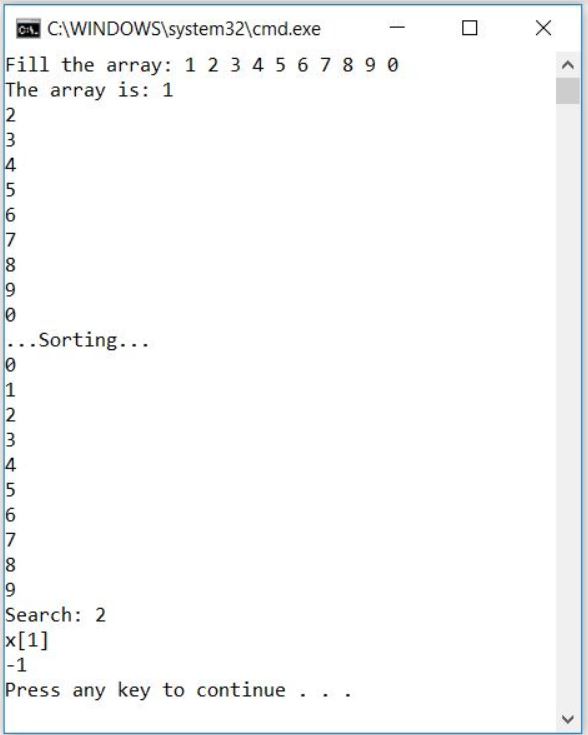 C:\WINDOWS\system32\cmd.exe
Fill the array: 1 2 3 4 5 6 7 8 9 0
The array is: 1
2
3
4
5
6
7
8
9
0
...Sorting...
0
1
2
3
4
5
6
7
8
9
Search: 2
x[1]
-1
Press any key to continue . . .